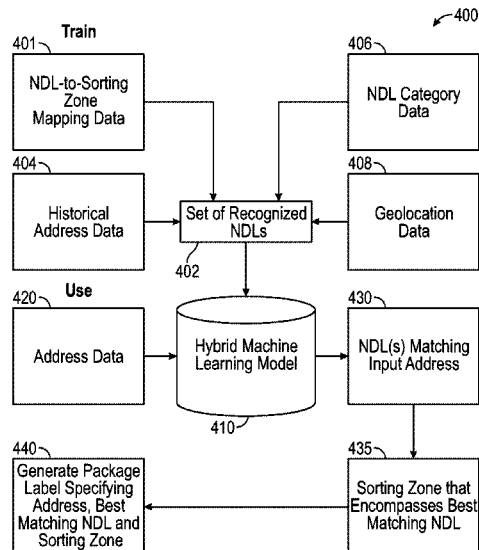 400
Train
401
NDL-to-Sorting
Zone
Mapping Data
406
NDL Category
Data
404
Historical
Address Data
Set of Recognized
NDLs
402
408
Geolocation
Data
Use
420
Address Data
Hybrid Machine
Learning Model
410
430
NDL(s) Matching
Input Address
440
Generate Package
Label Specifying
Address, Best
Matching NDL and
Sorting Zone
435
Sorting Zone that
Encompasses Best
Matching NDL